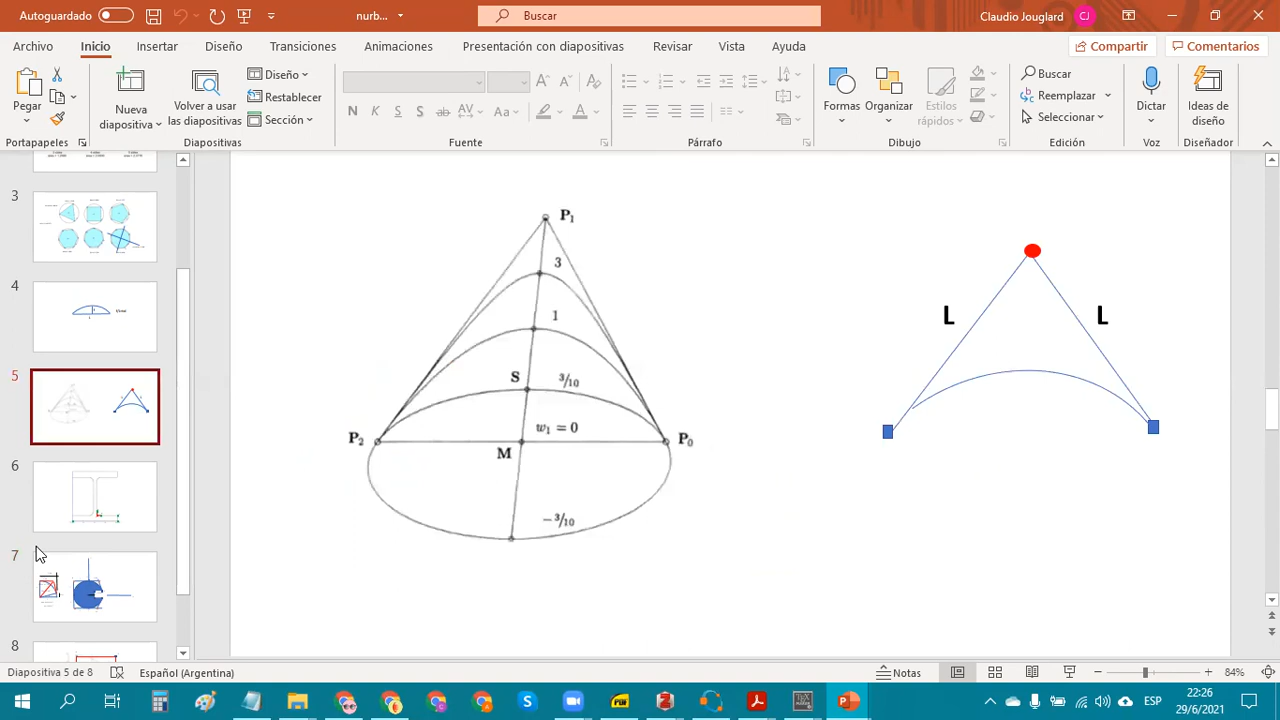 Autoguardado
nurb...
Buscar
Claudio Jouglard
CJ
Archivo
Inicio
Insertar
Diseño
Transiciones
Animaciones
Presentación con diapositivas
Revisar
Vista
Ayuda
Compartir
Comentarios
Pegar
Nueva
diapositiva
Volver a usar
las diapositivas
Diseño
Restablecer
Sección
N K S S ab AV Aa
A
Formas
Organizar
Estilos
rápidos
Buscar
Reemplazar
Seleccionar
Dictar
Ideas de
diseño
Portapapeles
Diapositivas
Fuente
Párrafo
Dibujo
Edición
Voz
Diseñador
3
4
5
6
7
8
P1
3
1
S
3/10
P2
w1 = 0
P0
M
−3/10
L
L
Diapositiva 5 de 8
Español (Argentina)
Notas
84%
ESP
22:26
29/6/2021